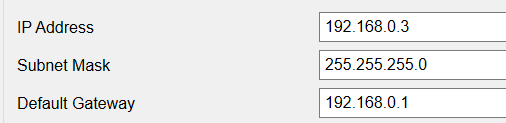 IP Address 192.168.0.3
Subnet Mask 255.255.255.0
Default Gateway 192.168.0.1